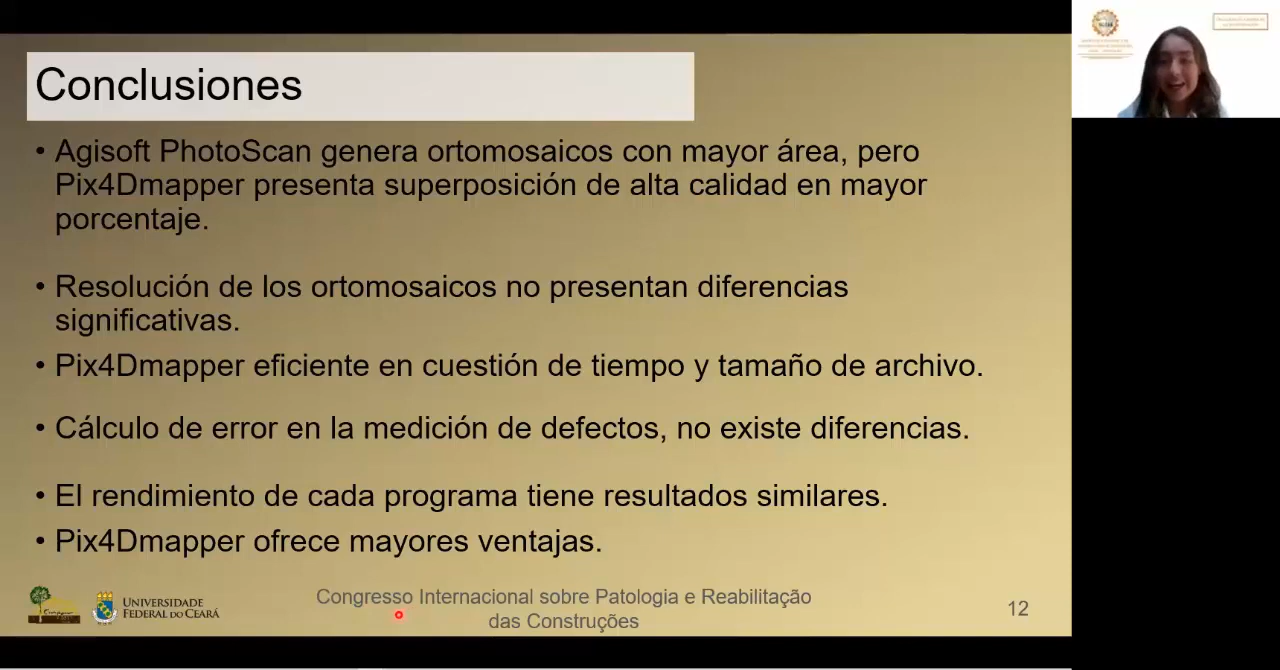 Conclusiones
• Agisoft PhotoScan genera ortomosaicos con mayor área, pero
Pix4Dmapper presenta superposición de alta calidad en mayor
porcentaje.
• Resolución de los ortomosaicos no presentan diferencias
significativas.
• Pix4Dmapper eficiente en cuestión de tiempo y tamaño de archivo.
• Cálculo de error en la medición de defectos, no existe diferencias.
• El rendimiento de cada programa tiene resultados similares.
• Pix4Dmapper ofrece mayores ventajas.
UNIVERSIDADE
FEDERAL DO CEARÁ
Congresso Internacional sobre Patologia e Reabilitação
das Construções
12